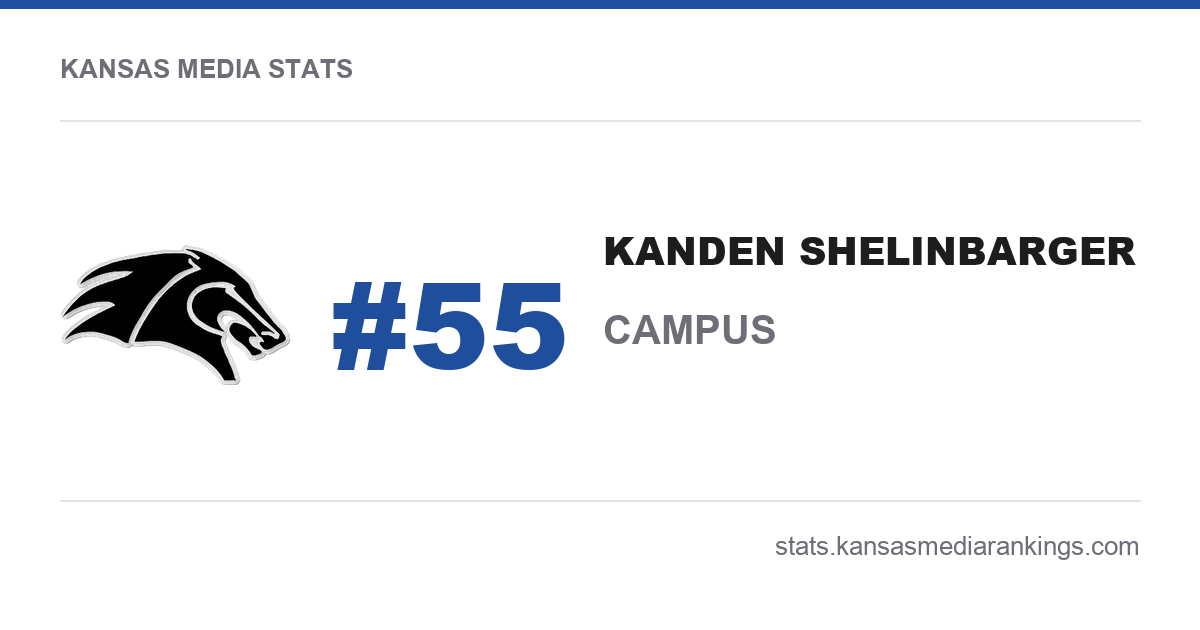 KANSAS MEDIA STATS
#55
KANDEN SHELINBARGER
CAMPUS
stats.kansasmediarankings.com